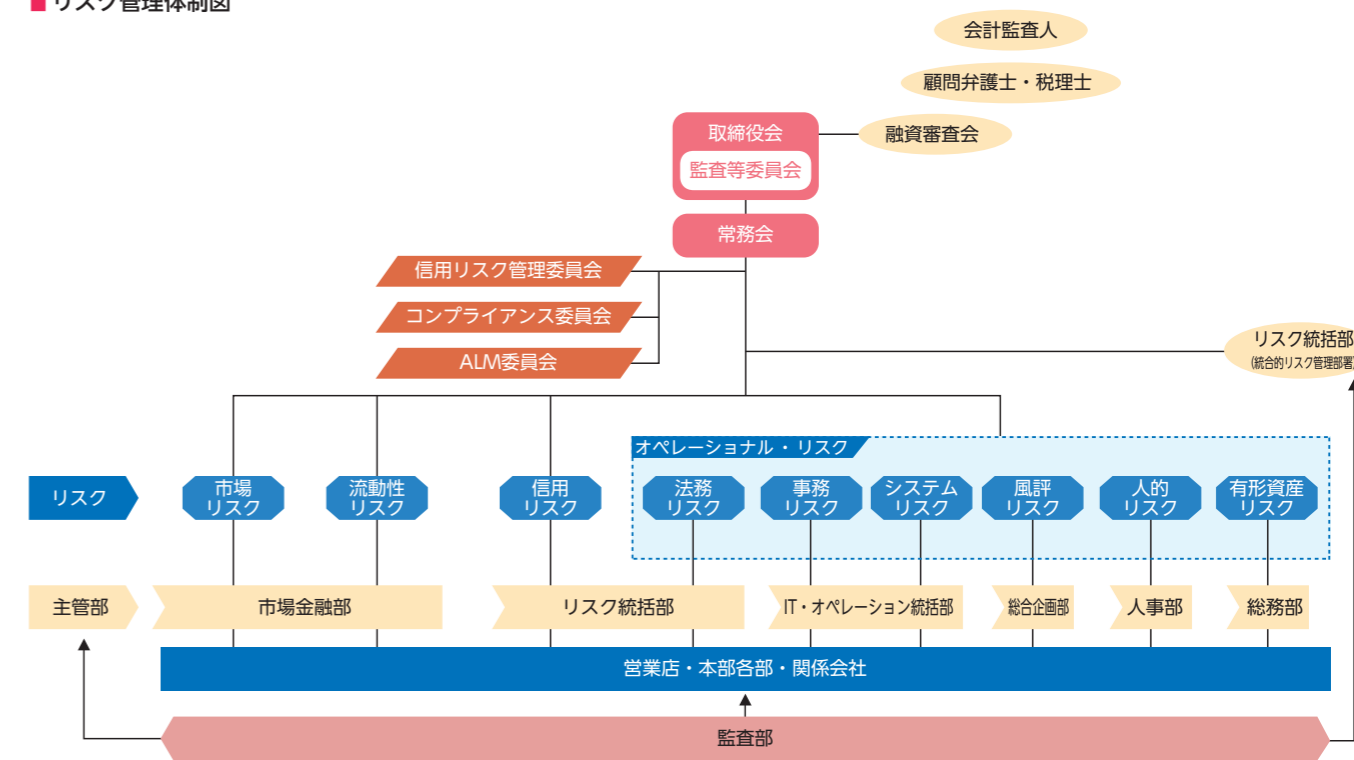 ■ リスク管理体制図
会計監査人
顧問弁護士・税理士
取締役会
融資審査会
監査等委員会
常務会
信用リスク管理委員会
コンプライアンス委員会
ALM委員会
リスク統括部
(統合的リスク管理部署)
オペレーショナル・リスク
リスク
市場
リスク
流動性
リスク
信用
リスク
法務
リスク
事務
リスク
システム
リスク
風評
リスク
人的
リスク
有形資産
リスク
主管部
市場金融部
リスク統括部
IT・オペレーション統括部
総合企画部
人事部
総務部
営業店・本部各部・関係会社
監査部